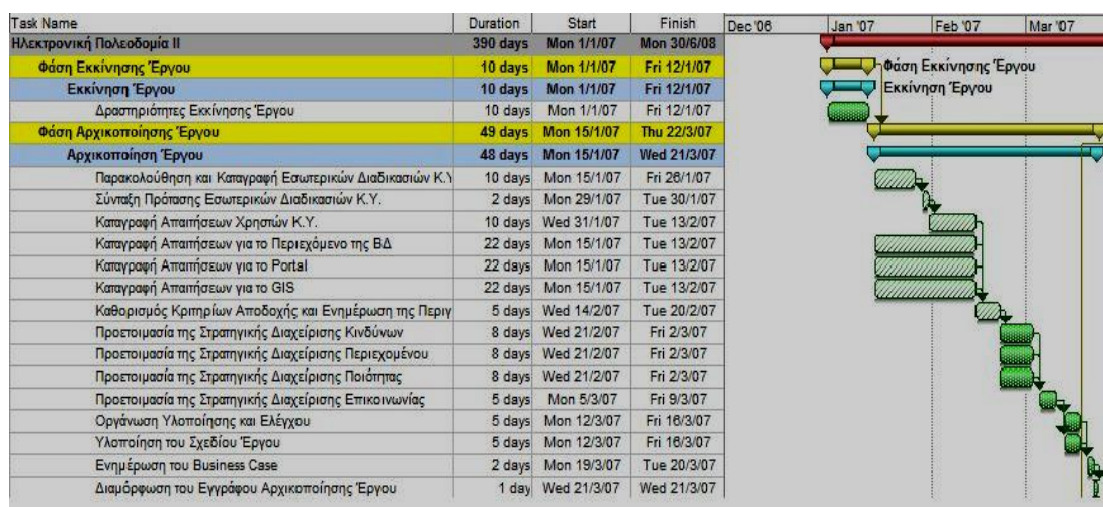 Task Name Duration Start Finish Dec '06 Jan '07 Feb '07 Mar '07
Ηλεκτρονική Πολεοδομία II 390 days Mon 1/1/07 Mon 30/6/08
Φάση Εκκίνησης Έργου 10 days Mon 1/1/07 Fri 12/1/07 Φάση Εκκίνησης Έργου
Εκκίνηση Έργου 10 days Mon 1/1/07 Fri 12/1/07 Εκκίνηση Έργου
Δραστηριότητες Εκκίνησης Έργου 10 days Mon 1/1/07 Fri 12/1/07
Φάση Αρχικοποίησης Έργου 49 days Mon 15/1/07 Thu 22/3/07
Αρχικοποίηση Έργου 48 days Mon 15/1/07 Wed 21/3/07
Παρακολούθηση και Καταγραφή Εσωτερικών Διαδικασιών Κ.Υ 10 days Mon 15/1/07 Fri 26/1/07
Σύνταξη Πρότασης Εσωτερικών Διαδικασιών Κ.Υ. 2 days Mon 29/1/07 Tue 30/1/07
Καταγραφή Απαιτήσεων Χρηστών Κ.Υ. 10 days Wed 31/1/07 Tue 13/2/07
Καταγραφή Απαιτήσεων για το Περιεχόμενο της ΒΔ 22 days Mon 15/1/07 Tue 13/2/07
Καταγραφή Απαιτήσεων για το Portal 22 days Mon 15/1/07 Tue 13/2/07
Καταγραφή Απαιτήσεων για το GIS 22 days Mon 15/1/07 Tue 13/2/07
Καθορισμός Κριτηρίων Αποδοχής και Ενημέρωση της Περιγ 5 days Wed 14/2/07 Tue 20/2/07
Προετοιμασία της Στρατηγικής Διαχείρισης Κινδύνων 8 days Wed 21/2/07 Fri 2/3/07
Προετοιμασία της Στρατηγικής Διαχείρισης Περιεχομένου 8 days Wed 21/2/07 Fri 2/3/07
Προετοιμασία της Στρατηγικής Διαχείρισης Ποιότητας 8 days Wed 21/2/07 Fri 2/3/07
Προετοιμασία της Στρατηγικής Διαχείρισης Επικοινωνίας 5 days Mon 5/3/07 Fri 9/3/07
Οργάνωση Υλοποίησης και Ελέγχου 5 days Mon 12/3/07 Fri 16/3/07
Υλοποίηση του Σχεδίου Έργου 5 days Mon 12/3/07 Fri 16/3/07
Ενημέρωση του Business Case 2 days Mon 19/3/07 Tue 20/3/07
Διαμόρφωση του Εγγράφου Αρχικοποίησης Έργου 1 day Wed 21/3/07 Wed 21/3/07